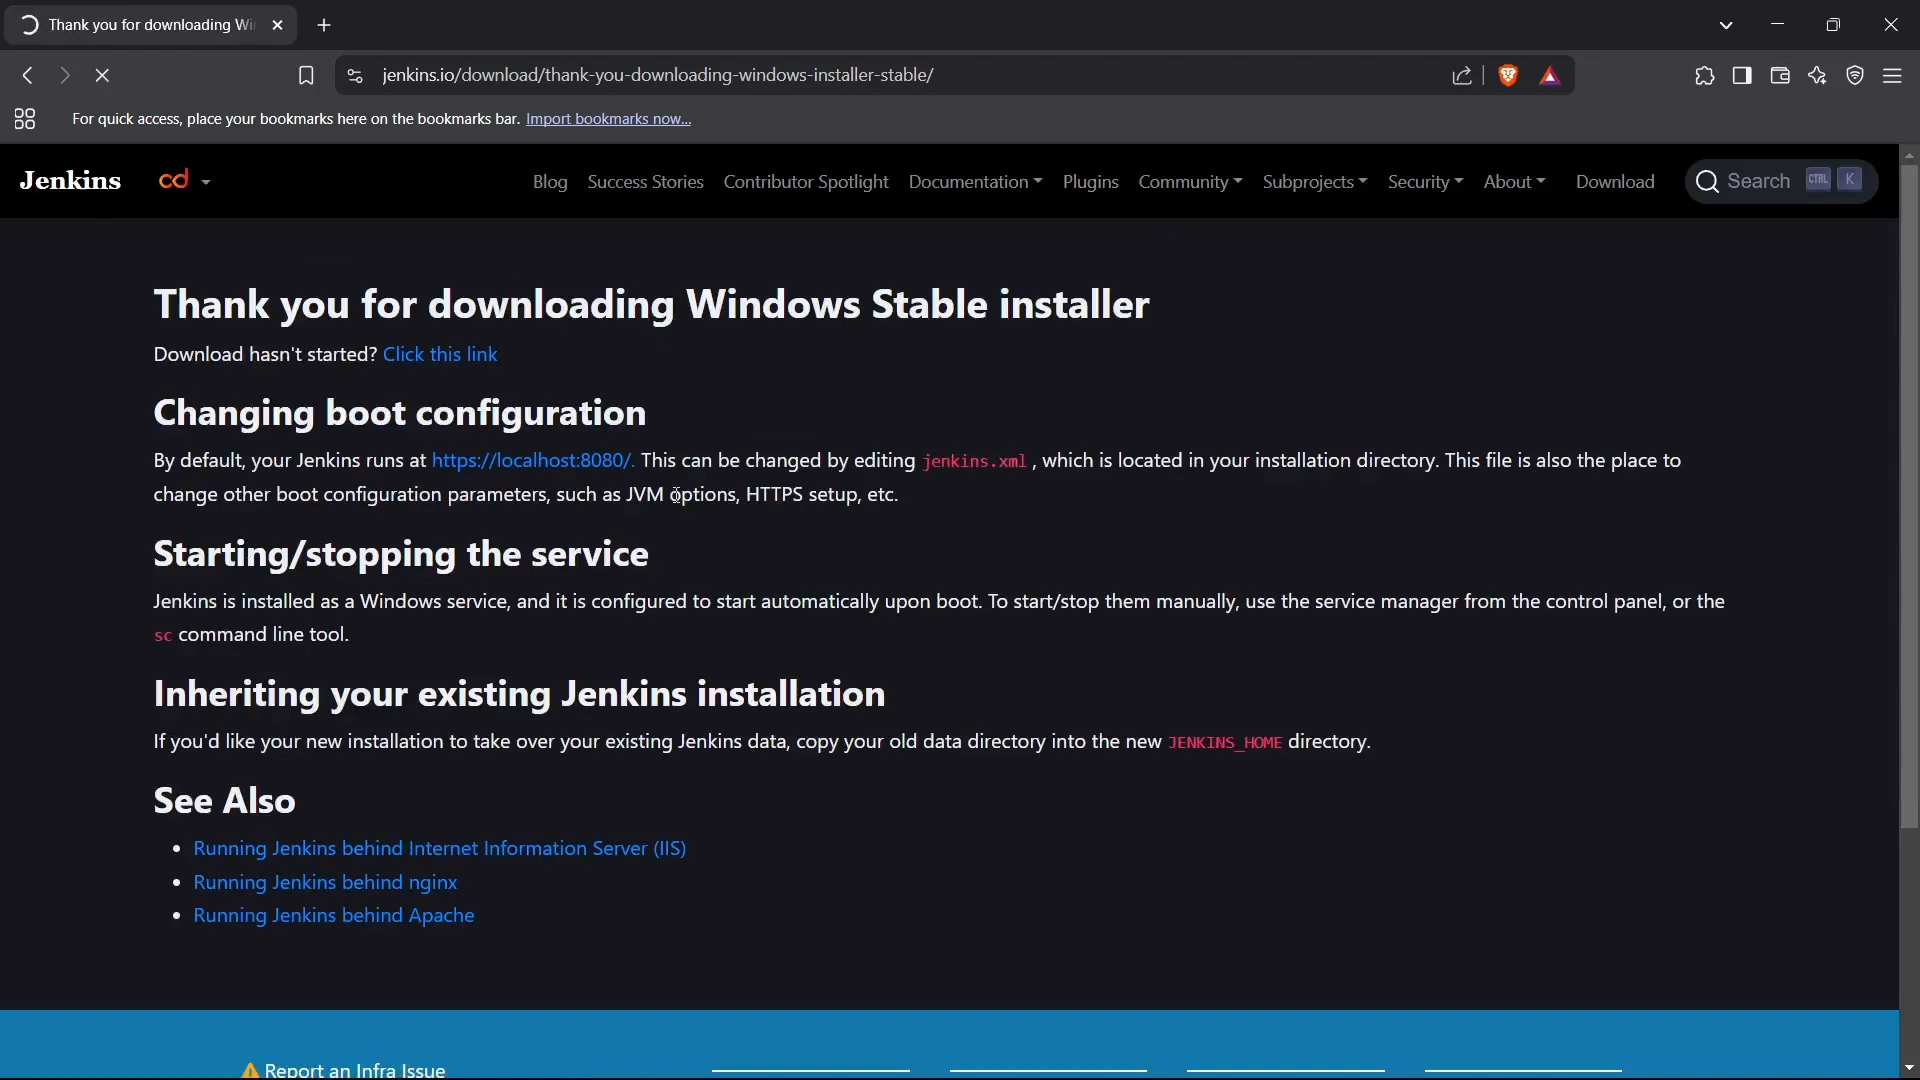 Thank you for downloading Wi
jenkins.io/download/thank-you-downloading-windows-installer-stable/
For quick access, place your bookmarks here on the bookmarks bar. Import bookmarks now...
Jenkins cd Blog Success Stories Contributor Spotlight Documentation Plugins Community Subprojects Security About Download Search CTRL K
Thank you for downloading Windows Stable installer
Download hasn't started? Click this link
Changing boot configuration
By default, your Jenkins runs at https://localhost:8080/. This can be changed by editing jenkins.xml, which is located in your installation directory. This file is also the place to
change other boot configuration parameters, such as JVM options, HTTPS setup, etc.
Starting/stopping the service
Jenkins is installed as a Windows service, and it is configured to start automatically upon boot. To start/stop them manually, use the service manager from the control panel, or the
sc command line tool.
Inheriting your existing Jenkins installation
If you'd like your new installation to take over your existing Jenkins data, copy your old data directory into the new JENKINS_HOME directory.
See Also
• Running Jenkins behind Internet Information Server (IIS)
• Running Jenkins behind nginx
• Running Jenkins behind Apache
Report an Infra Issue